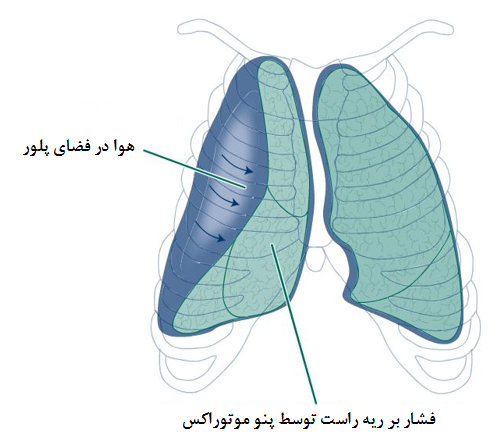 هوا در فضای پلور
فشار بر ریه راست توسط پنو موتوراکس